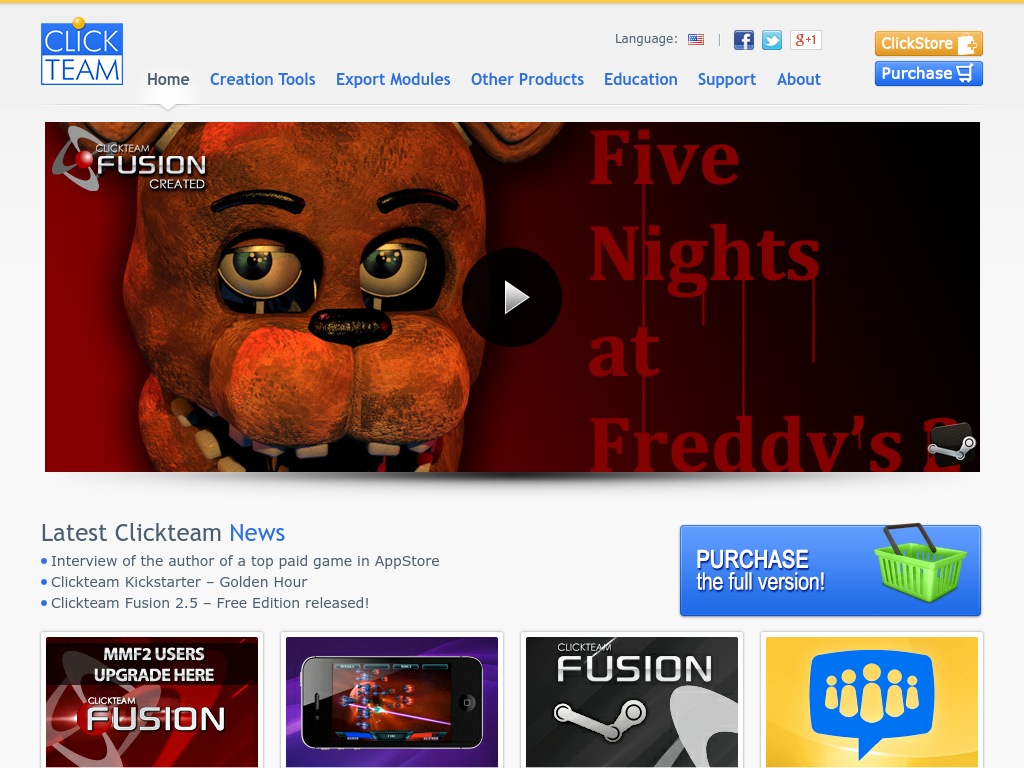 CLICK
TEAM
Language:
g+1
ClickStore
Purchase
Home
Creation Tools
Export Modules
Other Products
Education
Support
About
CLICKTEAM
FUSION
CREATED
Five
Nights
at
Freddy's 2
Latest Clickteam News
Interview of the author of a top paid game in AppStore
Clickteam Kickstarter – Golden Hour
Clickteam Fusion 2.5 – Free Edition released!
PURCHASE
the full version!
MMF2 USERS
UPGRADE HERE
CLICKTEAM
FUSION
CLICKTEAM
FUSION